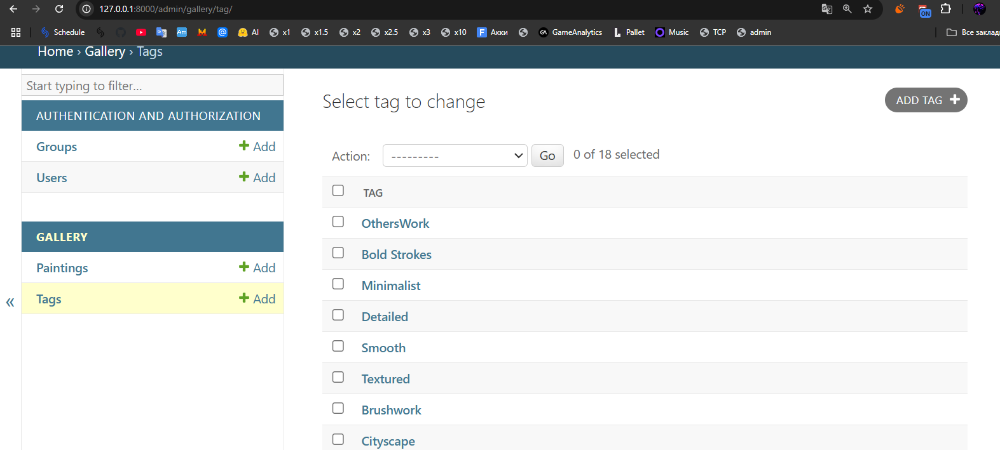 127.0.0.1:8000/admin/gallery/tag/
ON
Schedule
Am
AI
x1
x1.5
x2
x2.5
x3
x10
F Акки
GA GameAnalytics
Pallet
Music
TCP
admin
Все заклад
Home › Gallery › Tags
Start typing to filter...
AUTHENTICATION AND AUTHORIZATION
Groups
Add
Users
Add
GALLERY
Paintings
Add
Tags
Add
«
Select tag to change
ADD TAG
Action:
---------
Go
0 of 18 selected
TAG
OthersWork
Bold Strokes
Minimalist
Detailed
Smooth
Textured
Brushwork
Cityscape